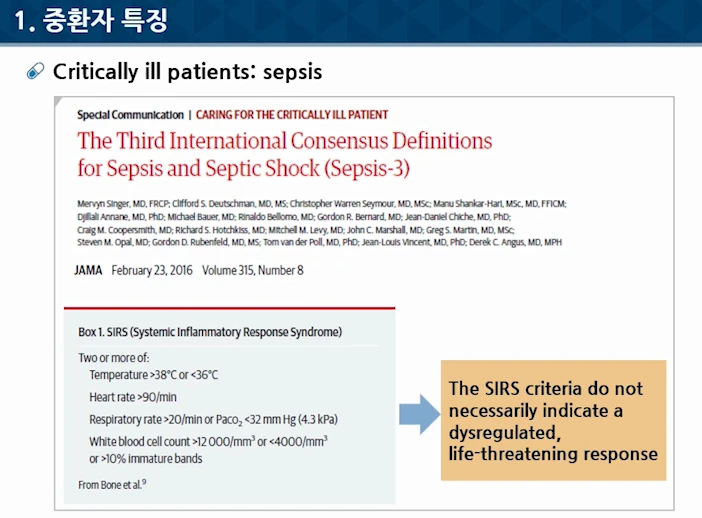 1. 중환자 특징
Critically ill patients: sepsis
Special Communication | CARING FOR THE CRITICALLY ILL PATIENT
The Third International Consensus Definitions
for Sepsis and Septic Shock (Sepsis-3)
Mervyn Singer, MD, FRCP; Clifford S. Deutschman, MD, MS; Christopher Warren Seymour, MD, MSc; Manu Shankar-Hari, MSc, MD, FFICM;
Djillali Annane, MD, PhD; Michael Bauer, MD; Rinaldo Bellomo, MD; Gordon R. Bernard, MD; Jean-Daniel Chiche, MD, PhD;
Craig M. Coopersmith, MD; Richard S. Hotchkiss, MD; Mitchell M. Levy, MD; John C. Marshall, MD; Greg S. Martin, MD, MSc;
Steven M. Opal, MD; Gordon D. Rubenfeld, MD, MS; Tom van der Poll, MD, PhD; Jean-Louis Vincent, MD, PhD; Derek C. Angus, MD, MPH
JAMA February 23, 2016 Volume 315, Number 8
Box 1. SIRS (Systemic Inflammatory Response Syndrome)
Two or more of:
Temperature >38°C or <36°C
Heart rate >90/min
Respiratory rate >20/min or Paco₂ <32 mm Hg (4.3 kPa)
White blood cell count >12 000/mm³ or <4000/mm³
or >10% immature bands
From Bone et al.⁹
The SIRS criteria do not
necessarily indicate a
dysregulated,
life-threatening response